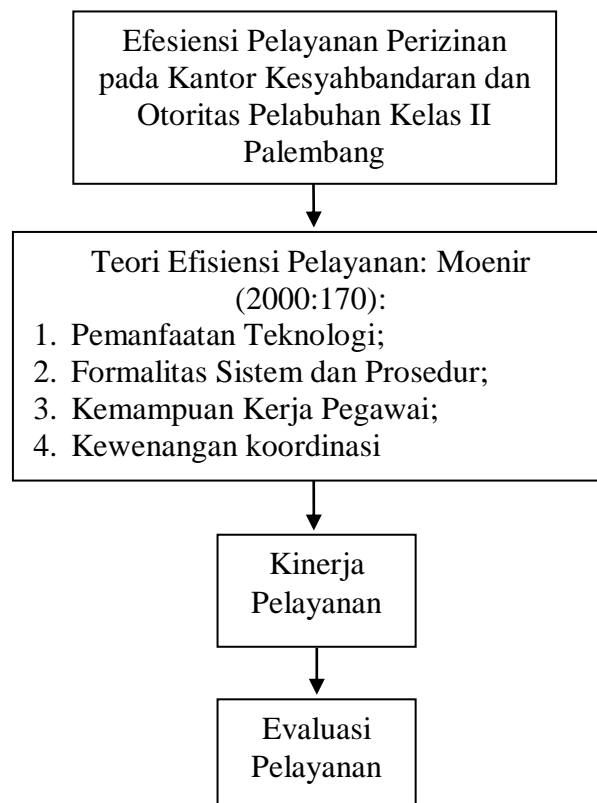 Efesiensi Pelayanan Perizinan
pada Kantor Kesyahbandaran dan
Otoritas Pelabuhan Kelas II
Palembang
Teori Efisiensi Pelayanan: Moenir
(2000:170):
1. Pemanfaatan Teknologi;
2. Formalitas Sistem dan Prosedur;
3. Kemampuan Kerja Pegawai;
4. Kewenangan koordinasi
Kinerja
Pelayanan
Evaluasi
Pelayanan